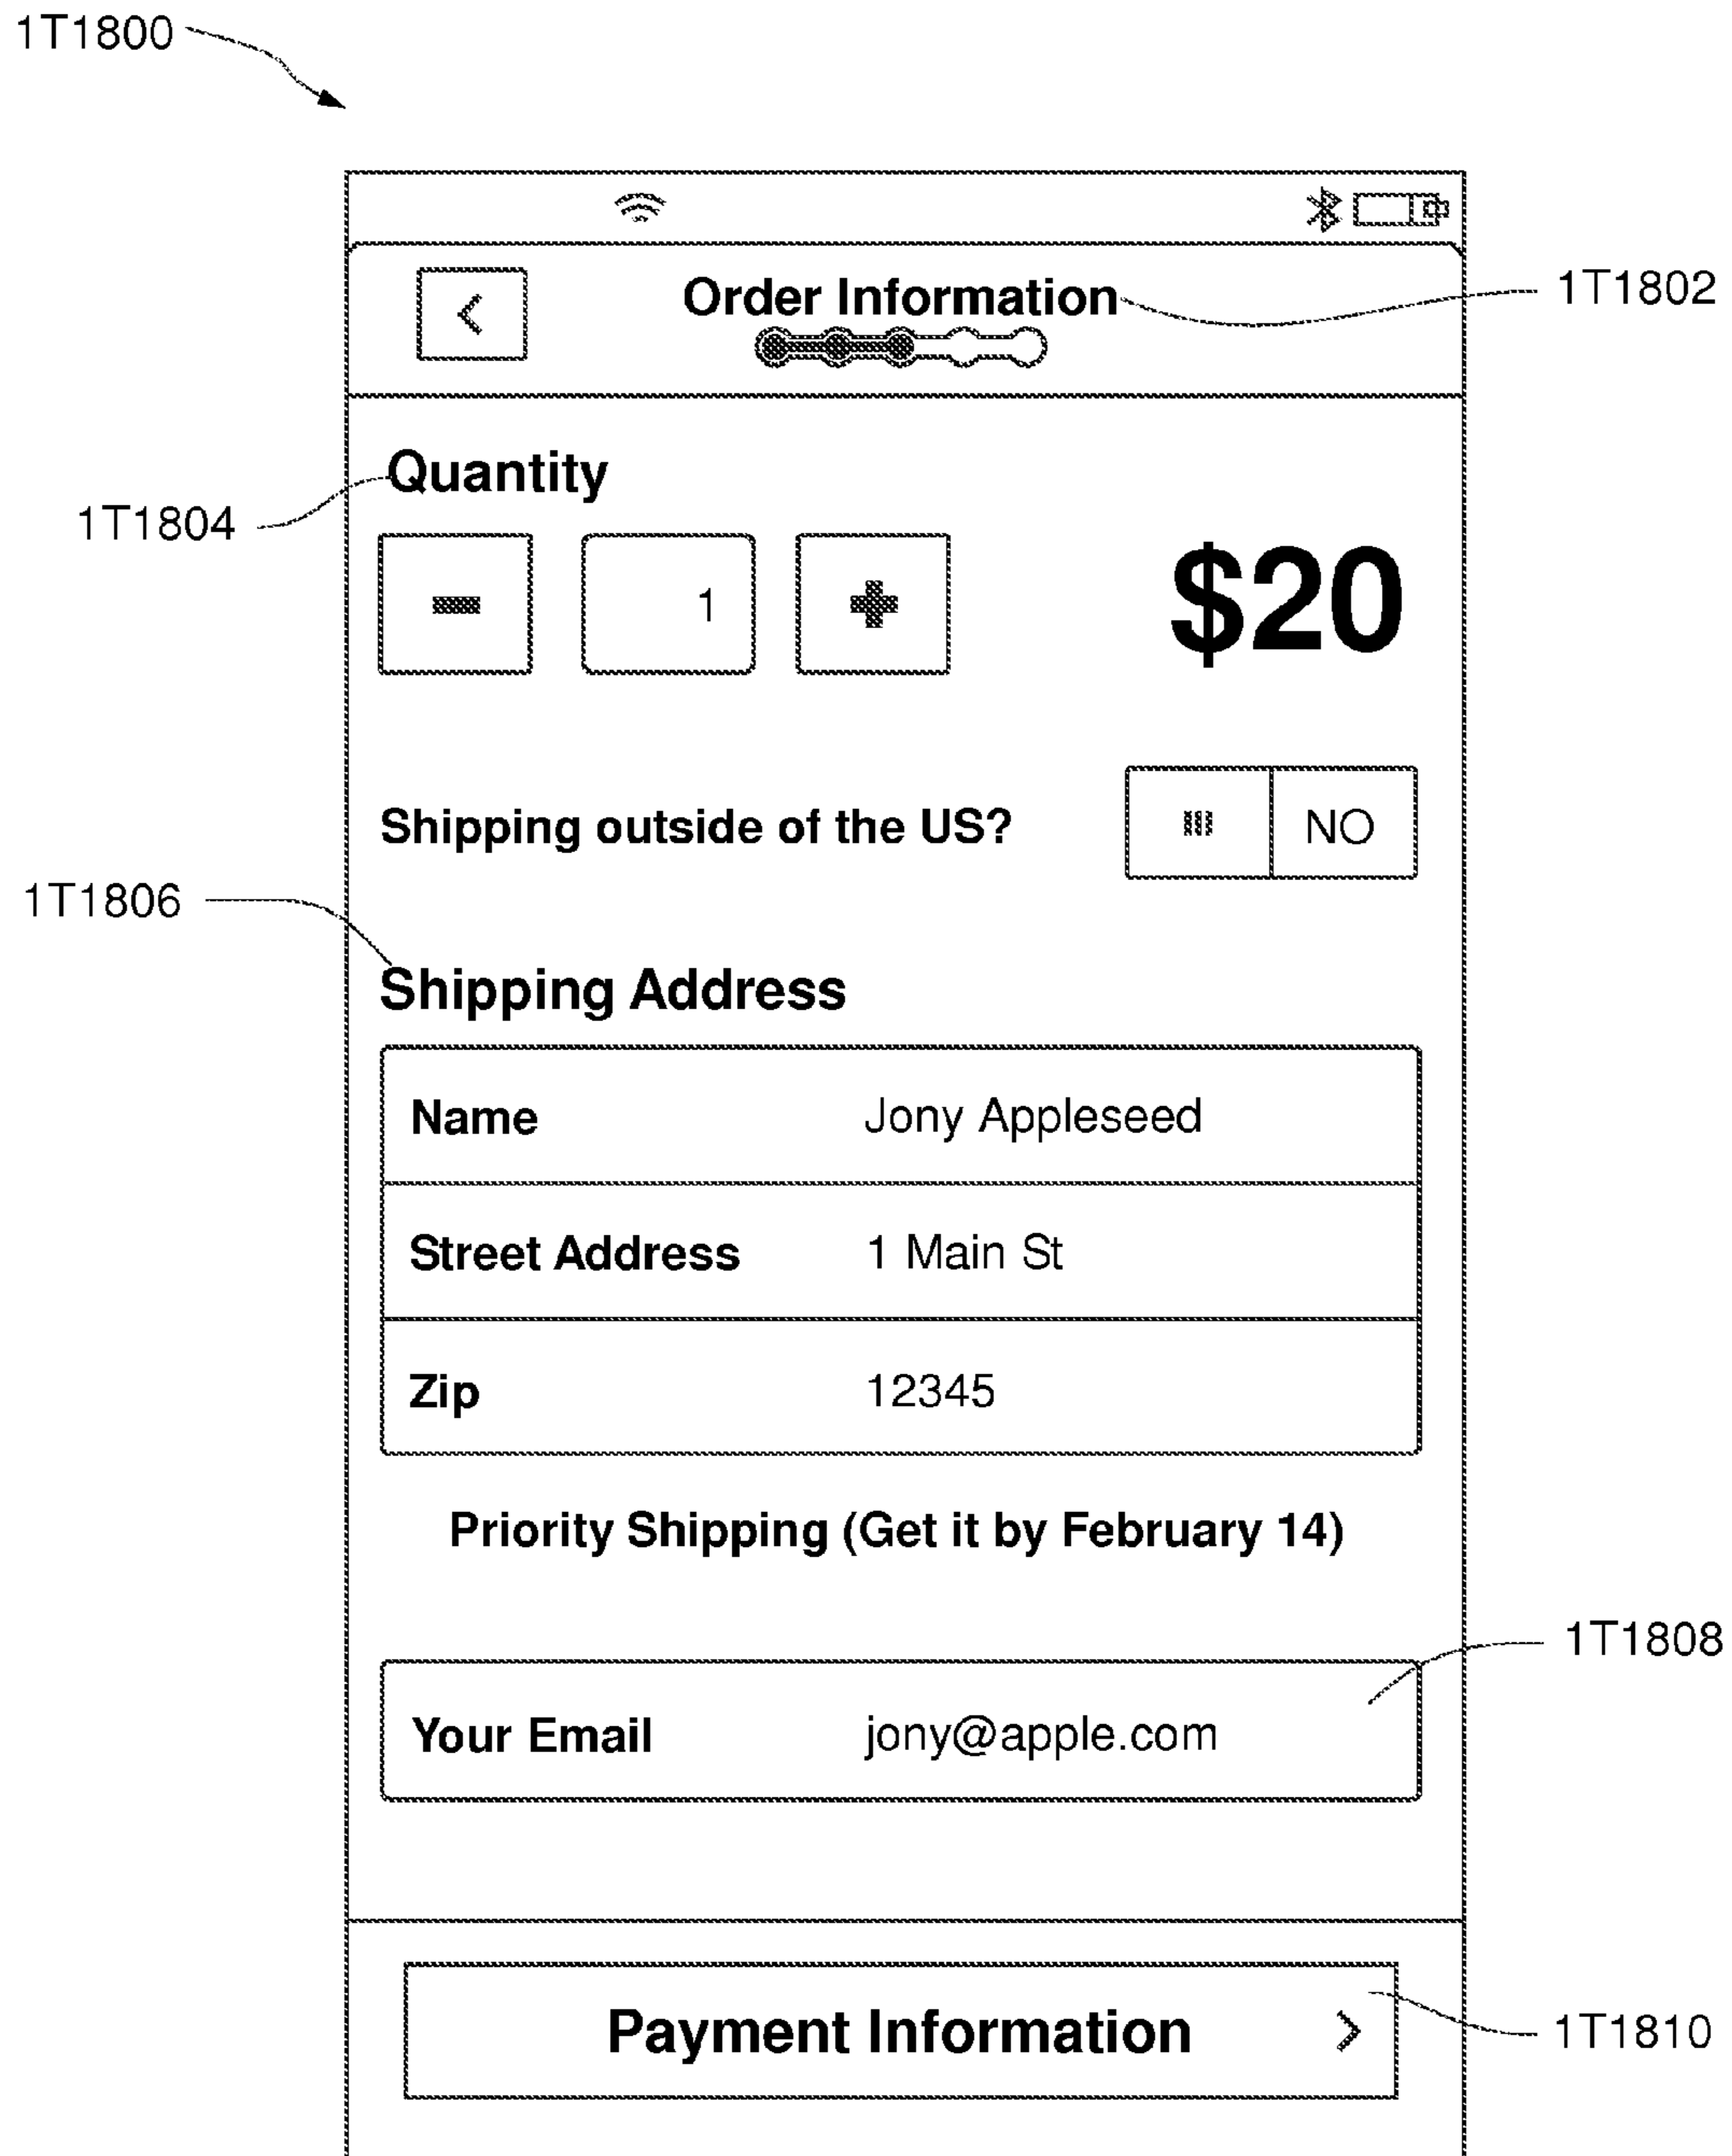 1T1800
Order Information
1T1802
Quantity
1T1804
1
$20
Shipping outside of the US?
NO
1T1806
Shipping Address
Name Jony Appleseed
Street Address 1 Main St
Zip 12345
Priority Shipping (Get it by February 14)
1T1808
Your Email jony@apple.com
Payment Information
1T1810